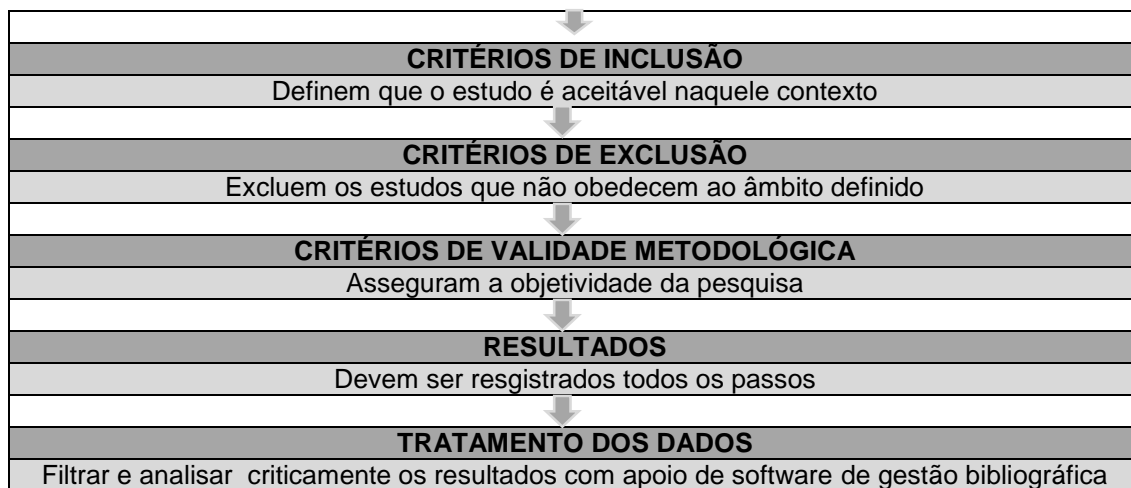 CRITÉRIOS DE INCLUSÃO
Definem que o estudo é aceitável naquele contexto
CRITÉRIOS DE EXCLUSÃO
Excluem os estudos que não obedecem ao âmbito definido
CRITÉRIOS DE VALIDADE METODOLÓGICA
Asseguram a objetividade da pesquisa
RESULTADOS
Devem ser resgistrados todos os passos
TRATAMENTO DOS DADOS
Filtrar e analisar criticamente os resultados com apoio de software de gestão bibliográfica